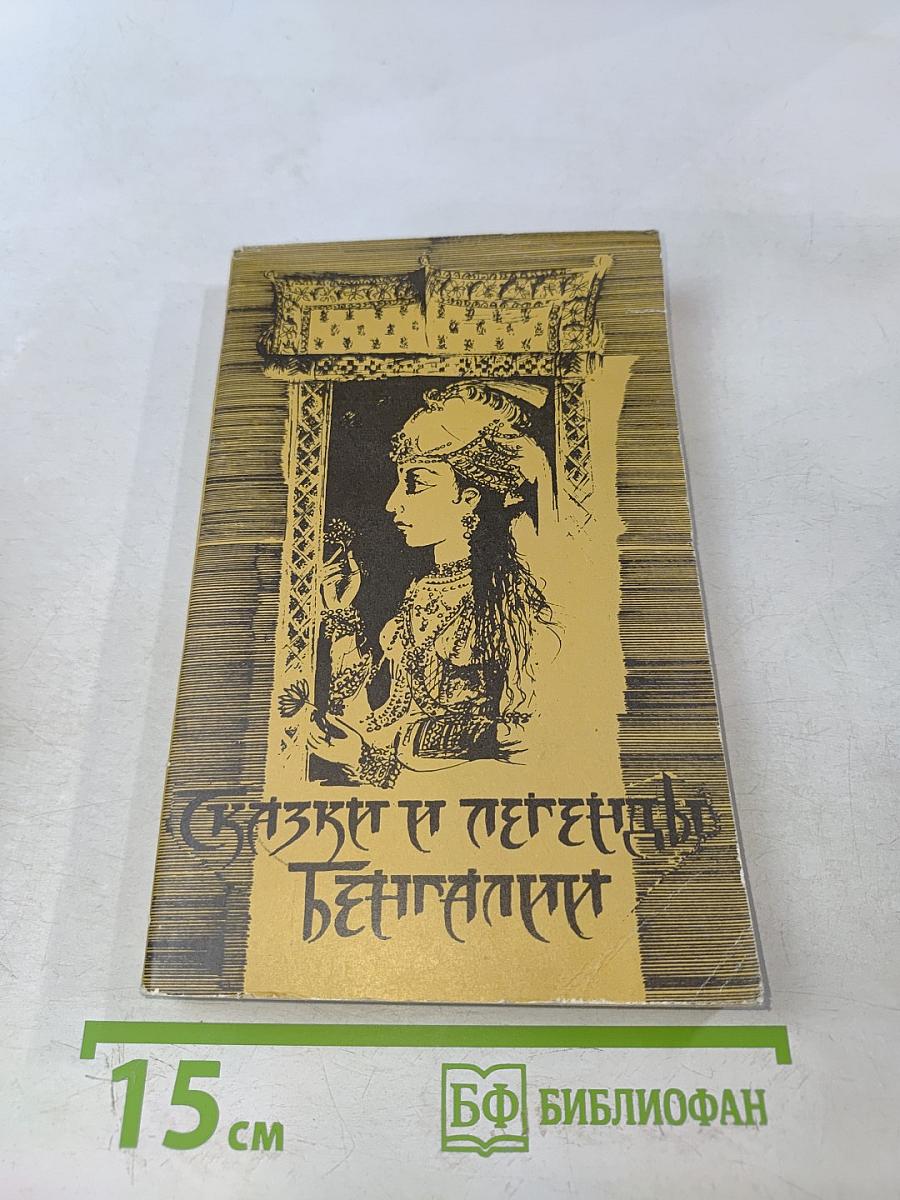 Сказки и легенды
Бенгалии
15 см
БФ БИБЛИОФАН